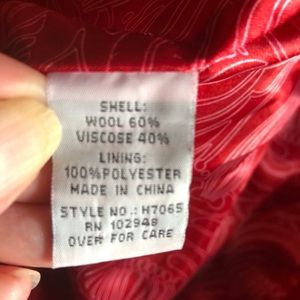 SHELL:
WOOL 60%
VISCOSE 40%
LINING:
100%POLYESTER
MADE IN CHINA
STYLE NO.: H7065
RN 102948
OVER FOR CARE